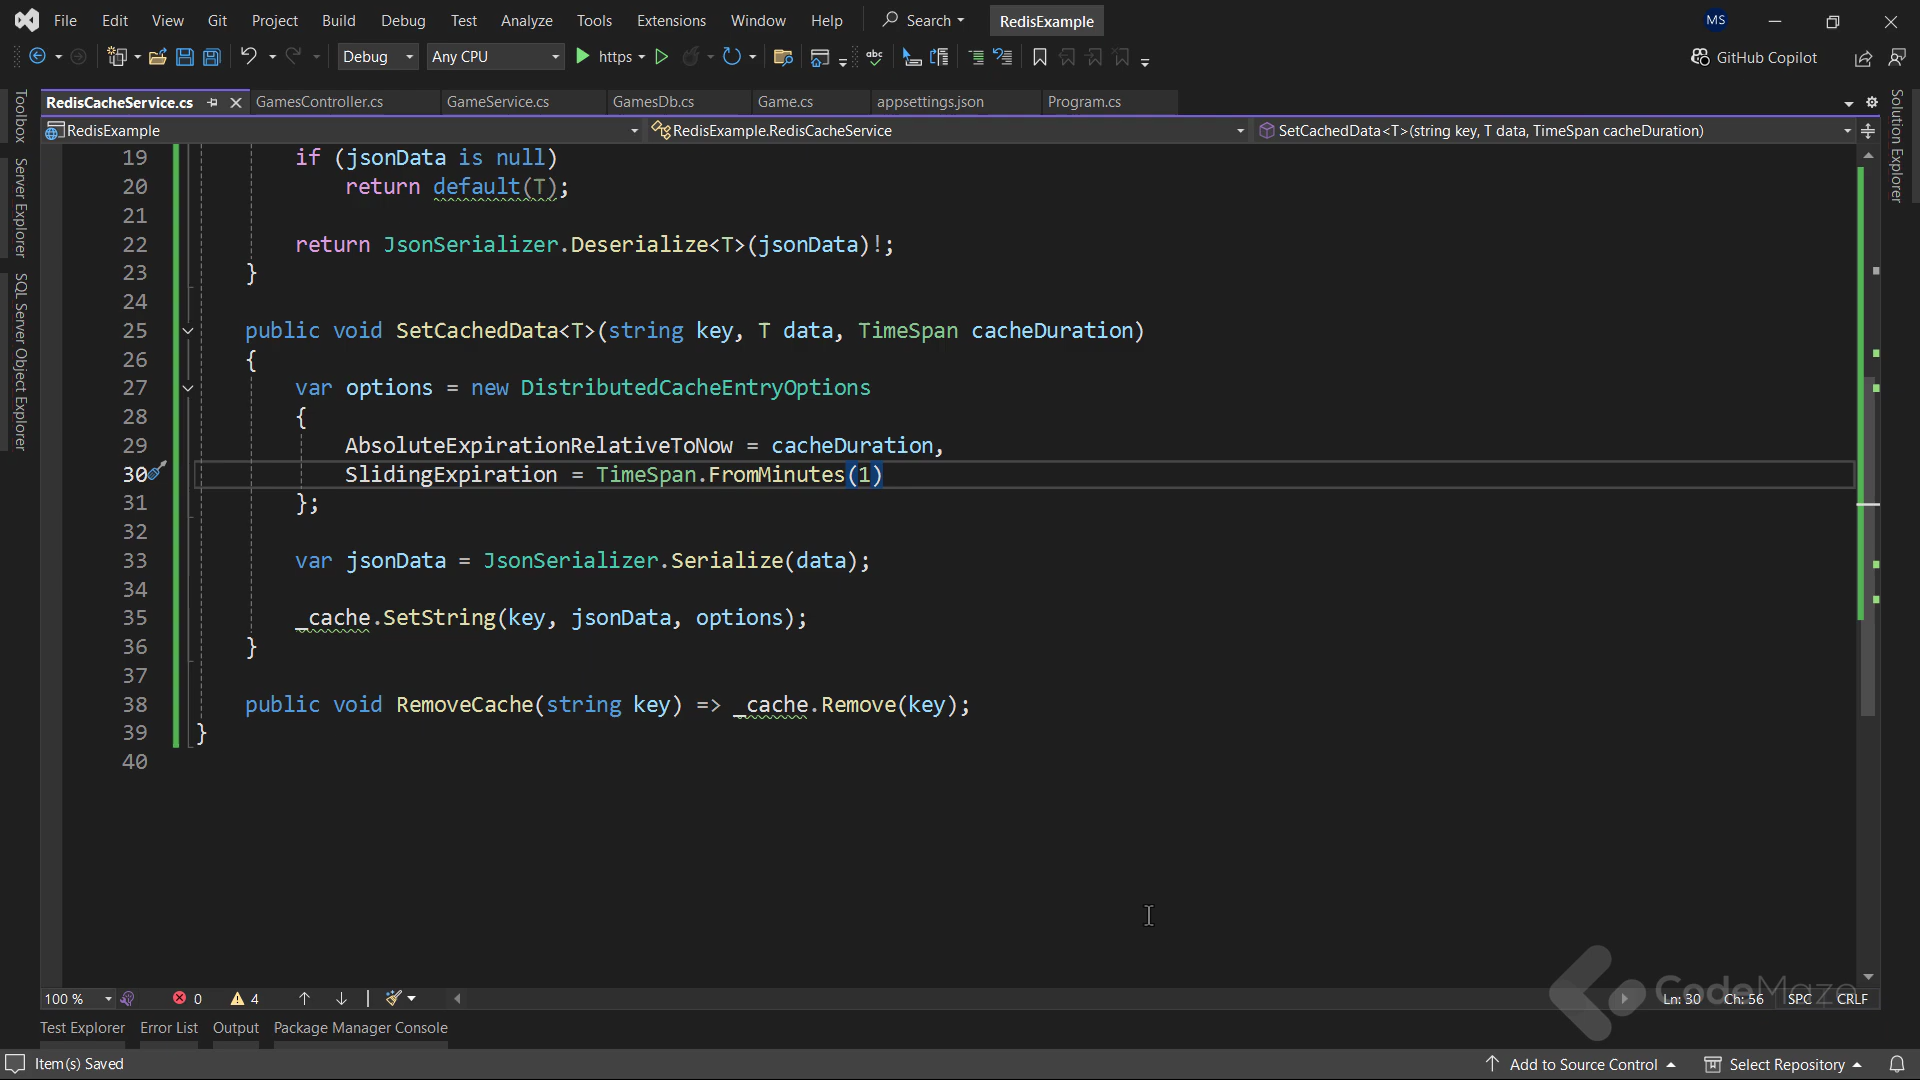 File Edit View Git Project Build Debug Test Analyze Tools Extensions Window Help Search RedisExample MS
Debug Any CPU https abc GitHub Copilot
RedisCacheService.cs GamesController.cs GameService.cs GamesDb.cs Game.cs appsettings.json Program.cs
RedisExample RedisExample.RedisCacheService SetCachedData<T>(string key, T data, TimeSpan cacheDuration)
Toolbox
Server Explorer
SQL Server Object Explorer
Solution Explorer
19 if (jsonData is null)
20 return default(T);
21
22 return JsonSerializer.Deserialize<T>(jsonData)!;
23 }
24
25 public void SetCachedData<T>(string key, T data, TimeSpan cacheDuration)
26 {
27 var options = new DistributedCacheEntryOptions
28 {
29 AbsoluteExpirationRelativeToNow = cacheDuration,
30 SlidingExpiration = TimeSpan.FromMinutes(1)
31 };
32
33 var jsonData = JsonSerializer.Serialize(data);
34
35 _cache.SetString(key, jsonData, options);
36 }
37
38 public void RemoveCache(string key) => _cache.Remove(key);
39 }
40
CodeMaze
100 % 0 4 Ln: 30 Ch: 56 SPC CRLF
Test Explorer Error List Output Package Manager Console
Item(s) Saved Add to Source Control Select Repository